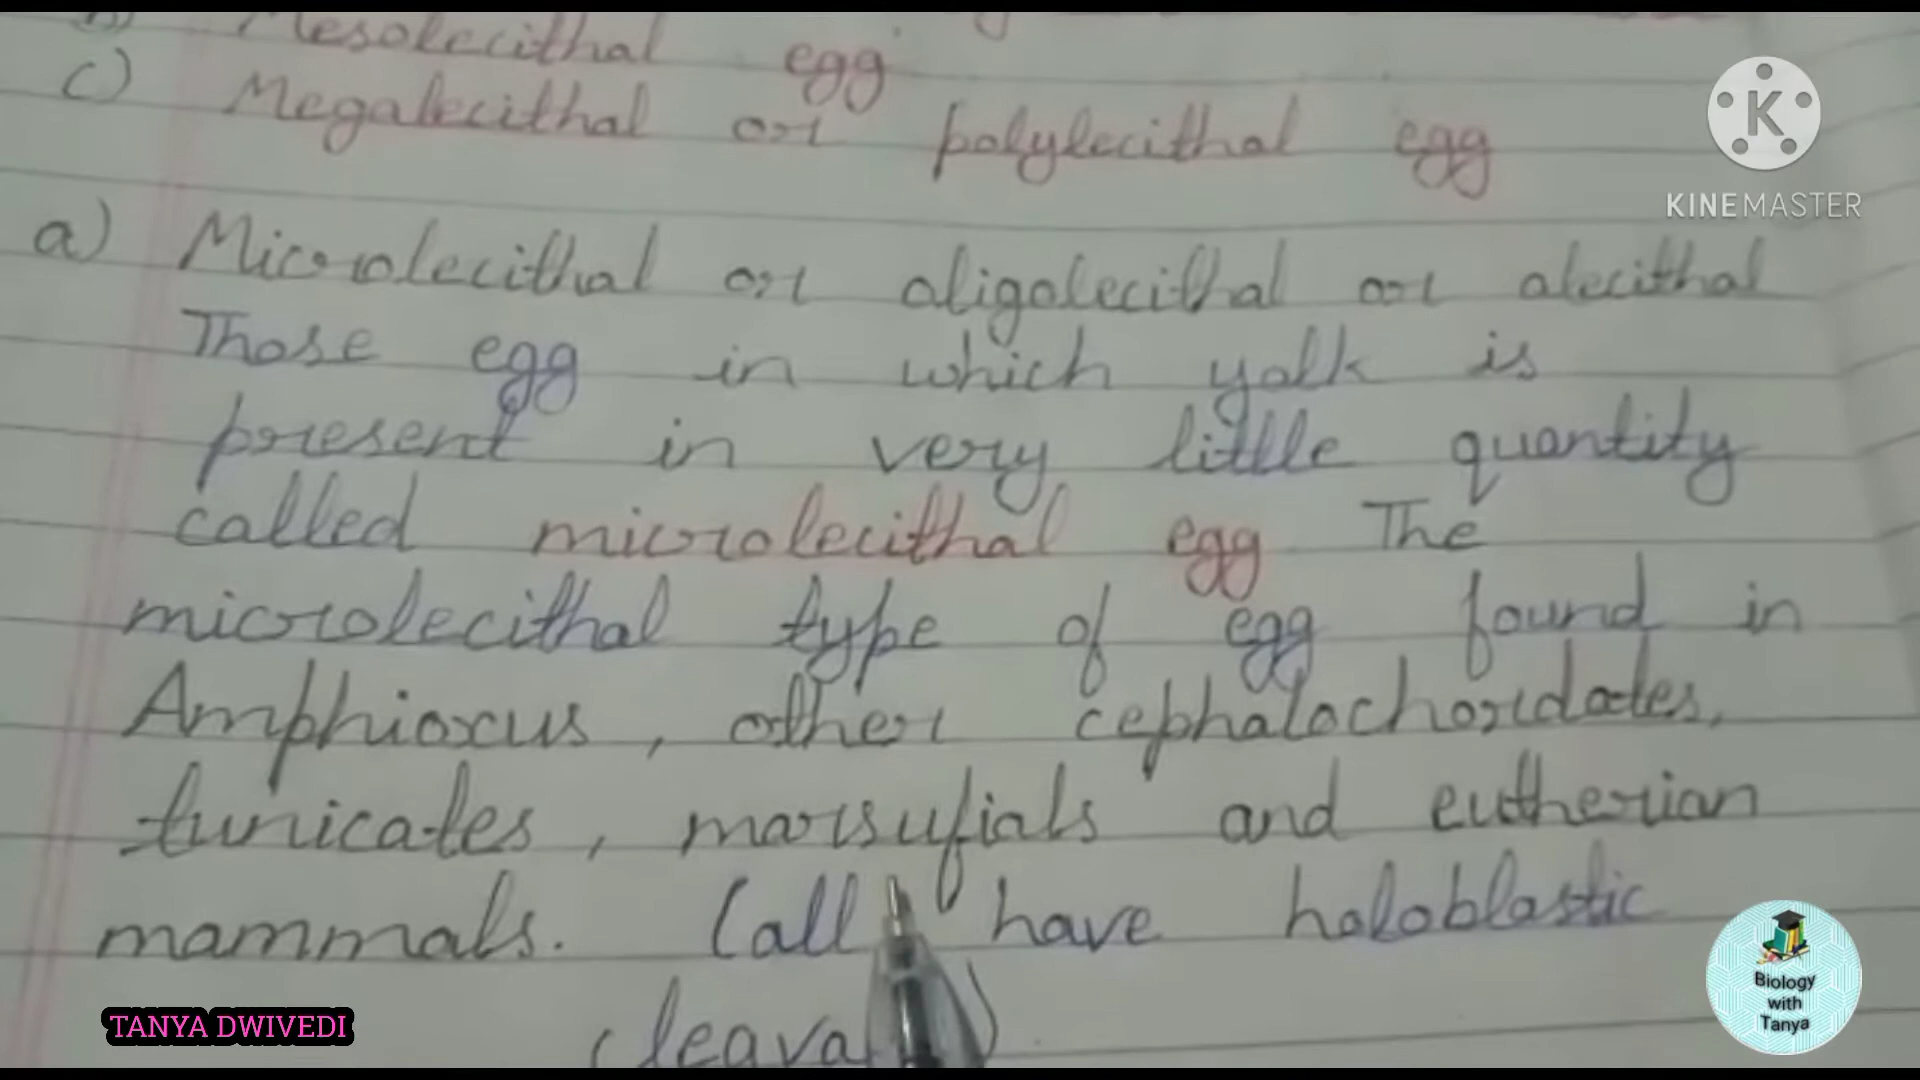 b) Mesolecithal egg
c) Megalecithal or polylecithal egg
a) Microlecithal or oligolecithal or alecithal
Those egg in which yolk is
present in very little quantity
called microlecithal egg The
microlecithal type of egg found in
Amphioxus, other cephalochordates,
tunicates, marsupials and eutherian
mammals. (all have holoblastic
KINEMASTER
TANYA DWIVEDI
Biology
with
Tanya